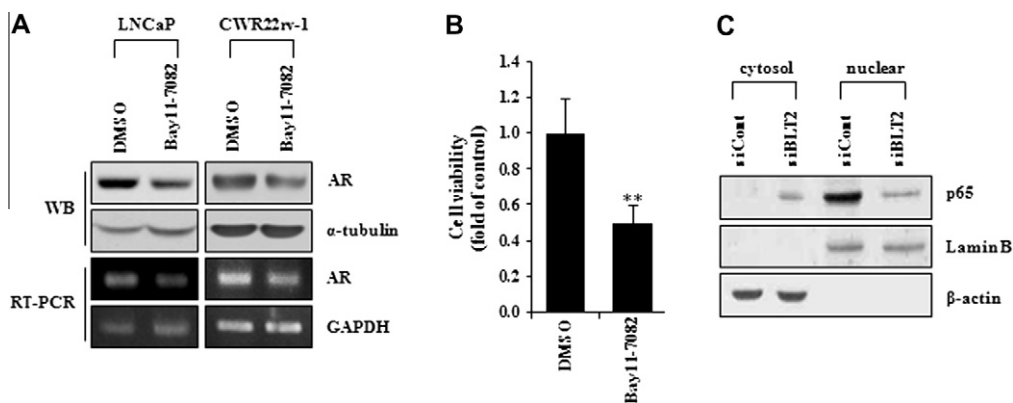 A
LNCaP CWR22rv-1
DMSO Bay11-7082 DMSO Bay11-7082
WB
AR
α-tubulin
RT-PCR
AR
GAPDH
B
Cell viability
(fold of control)
1.4
1.2
1.0
0.8
0.6
0.4
0.2
0.0
**
DMSO Bay11-7082
C
cytosol nuclear
siCont siBLT2 siCont siBLT2
p65
Lamin B
β-actin